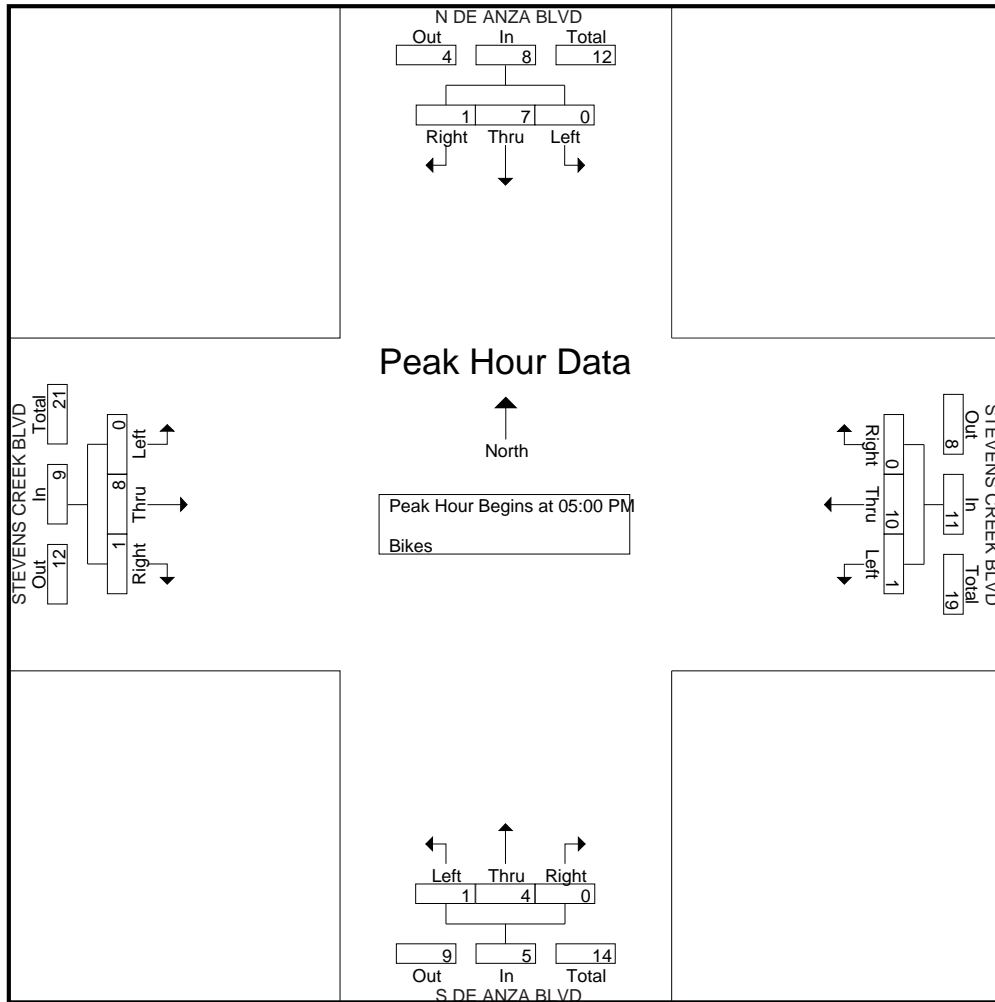 N DE ANZA BLVD
Out In Total
4 8 12
1 7 0
Right Thru Left
Peak Hour Data
North
Peak Hour Begins at 05:00 PM
Bikes
STEVENS CREEK BLVD
Out In Total
12 9 21
Left Thru Right
0 8 1
STEVENS CREEK BLVD
Out In Total
8 11 19
Right Thru Left
0 10 1
Left Thru Right
1 4 0
9 5 14
Out In Total
S DE ANZA BLVD